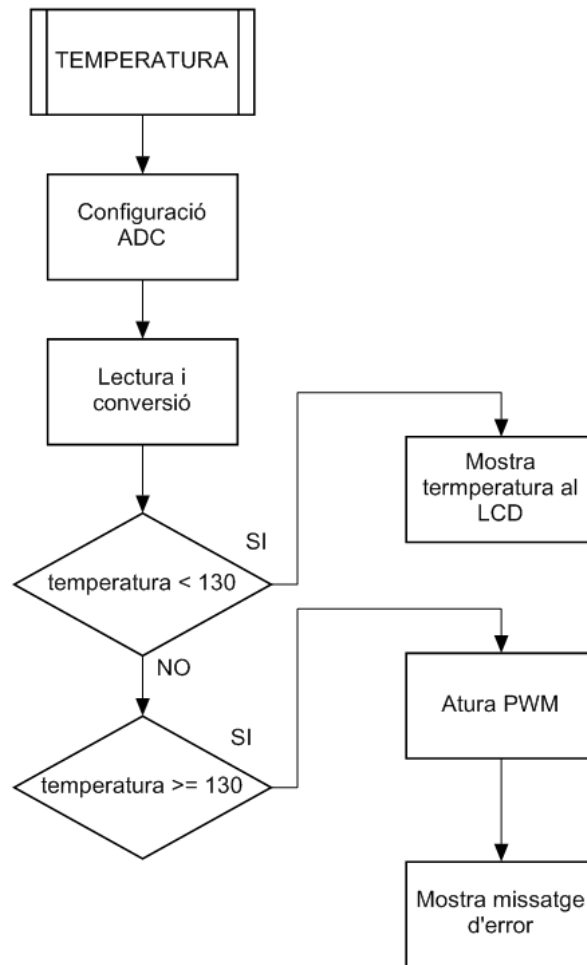 TEMPERATURA
Configuració
ADC
Lectura i
conversió
Mostra
termperatura al
LCD
SI
temperatura < 130
NO
SI
Atura PWM
temperatura >= 130
Mostra missatge
d'error